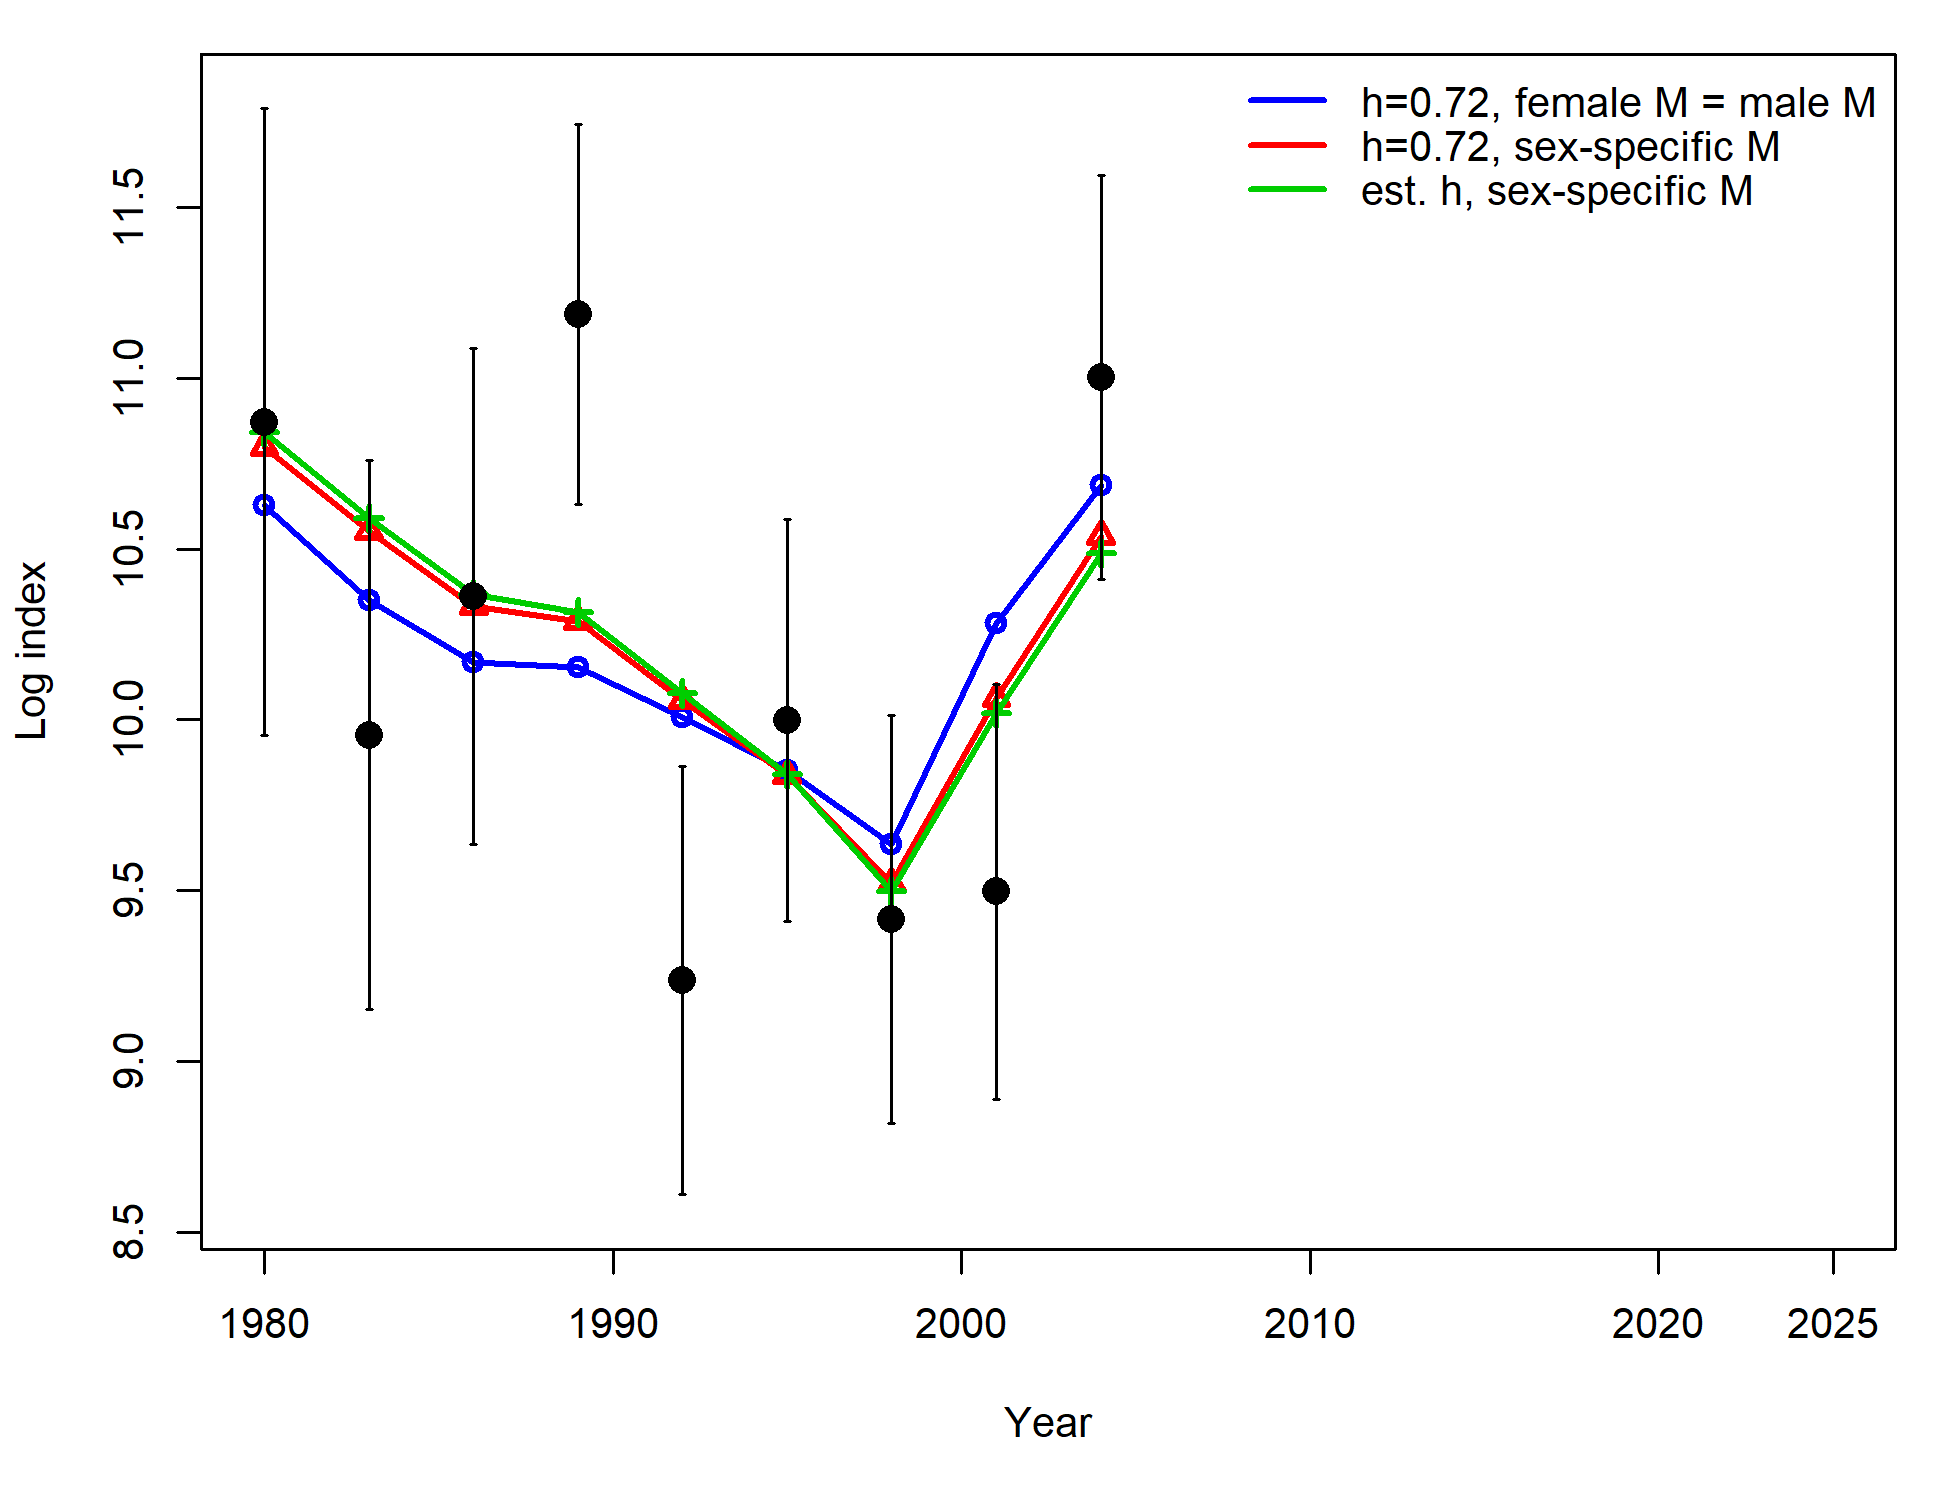 h=0.72, female M = male M
h=0.72, sex-specific M
est. h, sex-specific M
11.5
11.0
10.5
10.0
9.5
9.0
8.5
Log index
1980 1990 2000 2010 2020 2025
Year